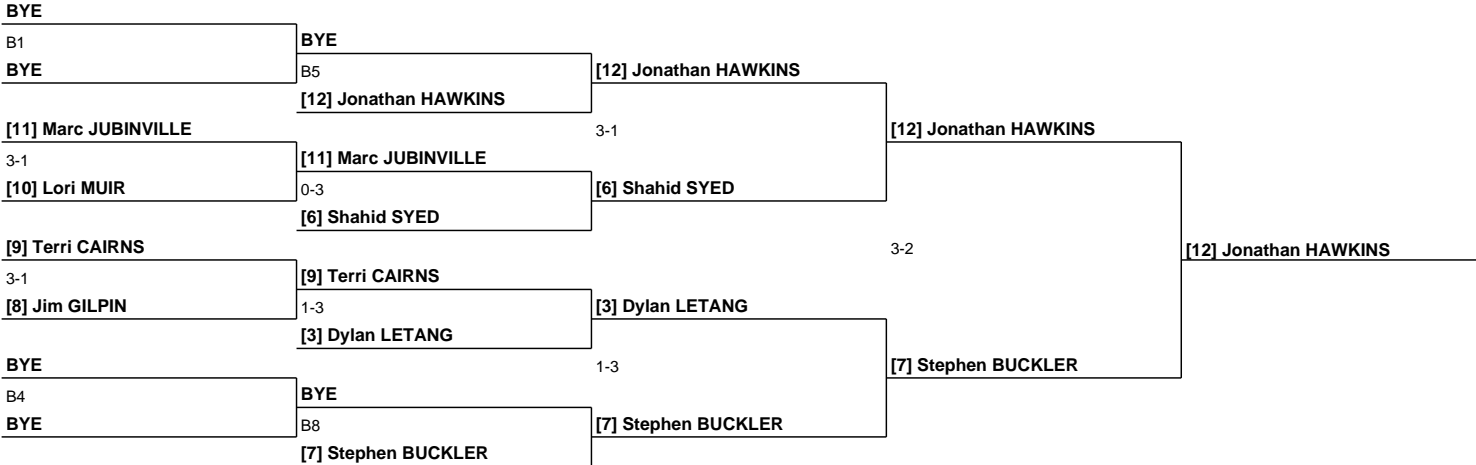 BYE
B1
BYE
BYE
B5
[12] Jonathan HAWKINS
[12] Jonathan HAWKINS
[11] Marc JUBINVILLE
3-1
[12] Jonathan HAWKINS
3-1
[11] Marc JUBINVILLE
[10] Lori MUIR
0-3
[6] Shahid SYED
[6] Shahid SYED
[9] Terri CAIRNS
3-2
[12] Jonathan HAWKINS
3-1
[9] Terri CAIRNS
[8] Jim GILPIN
1-3
[3] Dylan LETANG
[3] Dylan LETANG
BYE
1-3
[7] Stephen BUCKLER
B4
BYE
BYE
B8
[7] Stephen BUCKLER
[7] Stephen BUCKLER